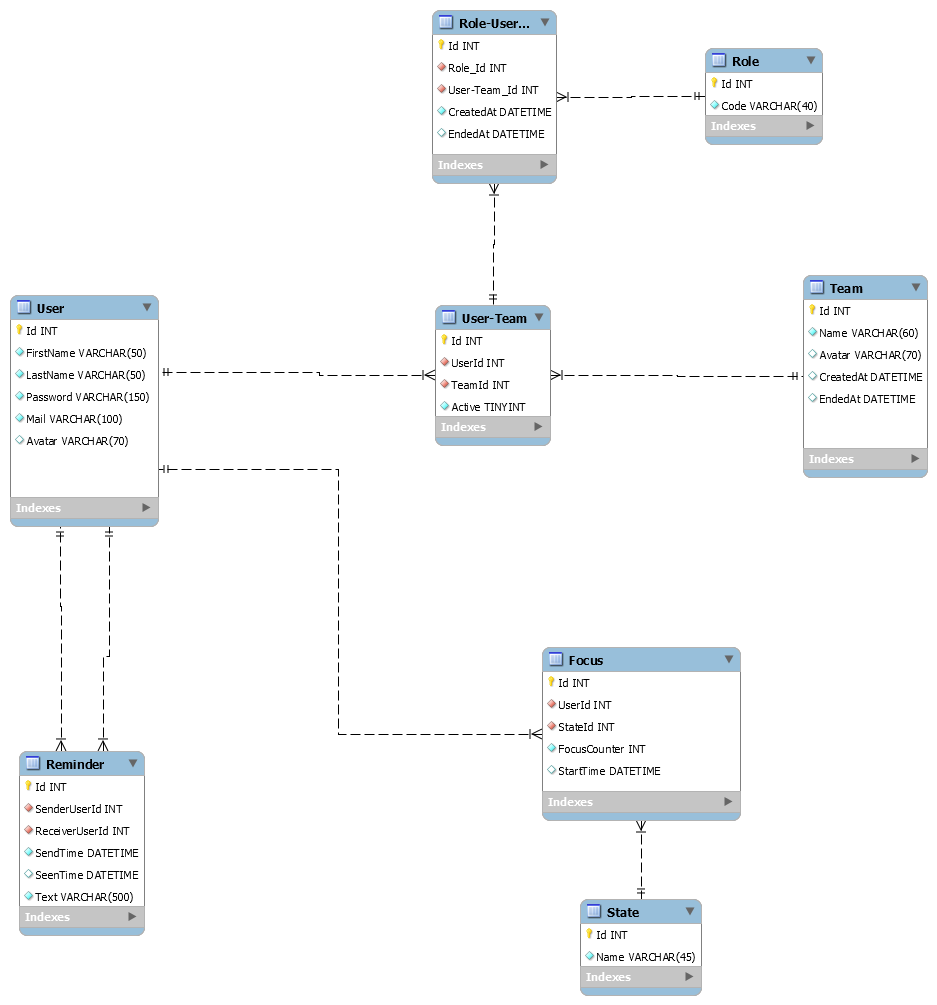 Role-User...
Id INT
Role_Id INT
User-Team_Id INT
CreatedAt DATETIME
EndedAt DATETIME
Indexes
Role
Id INT
Code VARCHAR(40)
Indexes
User
Id INT
FirstName VARCHAR(50)
LastName VARCHAR(50)
Password VARCHAR(150)
Mail VARCHAR(100)
Avatar VARCHAR(70)
Indexes
User-Team
Id INT
UserId INT
TeamId INT
Active TINYINT
Indexes
Team
Id INT
Name VARCHAR(60)
Avatar VARCHAR(70)
CreatedAt DATETIME
EndedAt DATETIME
Indexes
Focus
Id INT
UserId INT
StateId INT
FocusCounter INT
StartTime DATETIME
Indexes
Reminder
Id INT
SenderUserId INT
ReceiverUserId INT
SendTime DATETIME
SeenTime DATETIME
Text VARCHAR(500)
Indexes
State
Id INT
Name VARCHAR(45)
Indexes